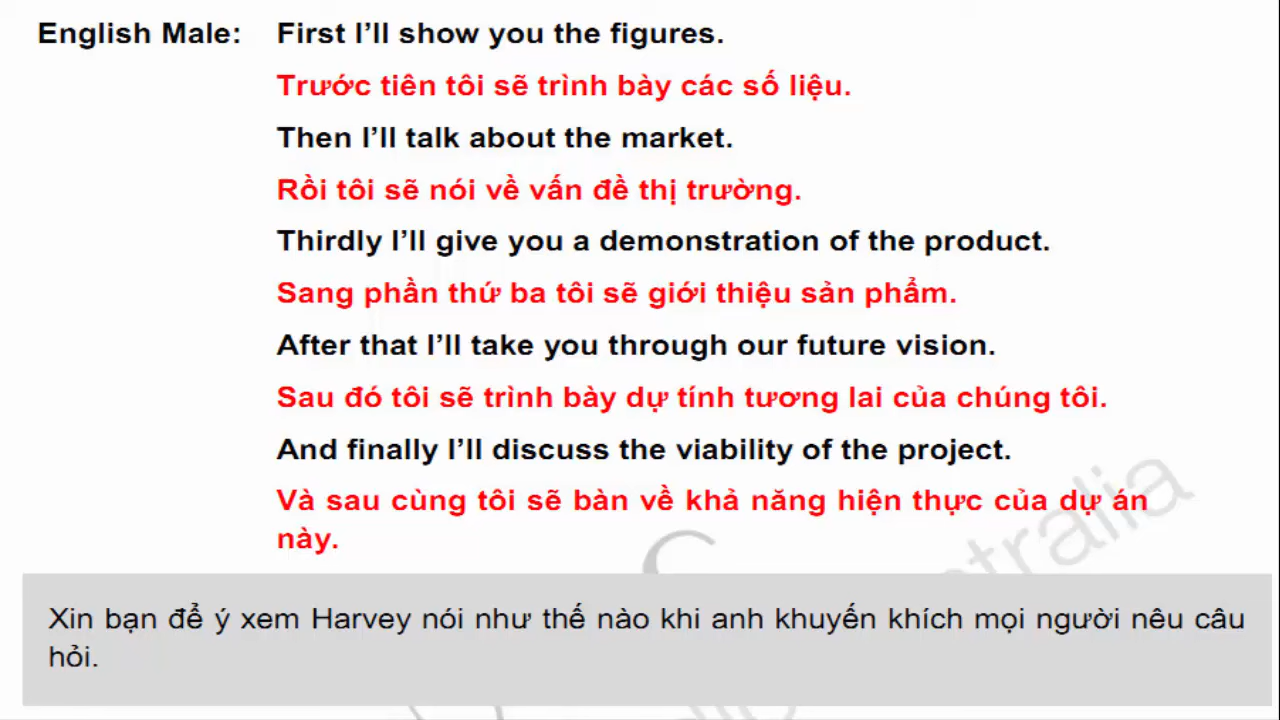 English Male: First I’ll show you the figures.
Trước tiên tôi sẽ trình bày các số liệu.
Then I’ll talk about the market.
Rồi tôi sẽ nói về vấn đề thị trường.
Thirdly I’ll give you a demonstration of the product.
Sang phần thứ ba tôi sẽ giới thiệu sản phẩm.
After that I’ll take you through our future vision.
Sau đó tôi sẽ trình bày dự tính tương lai của chúng tôi.
And finally I’ll discuss the viability of the project.
Và sau cùng tôi sẽ bàn về khả năng hiện thực của dự án
này.
Xin bạn để ý xem Harvey nói như thế nào khi anh khuyến khích mọi người nêu câu
hỏi.